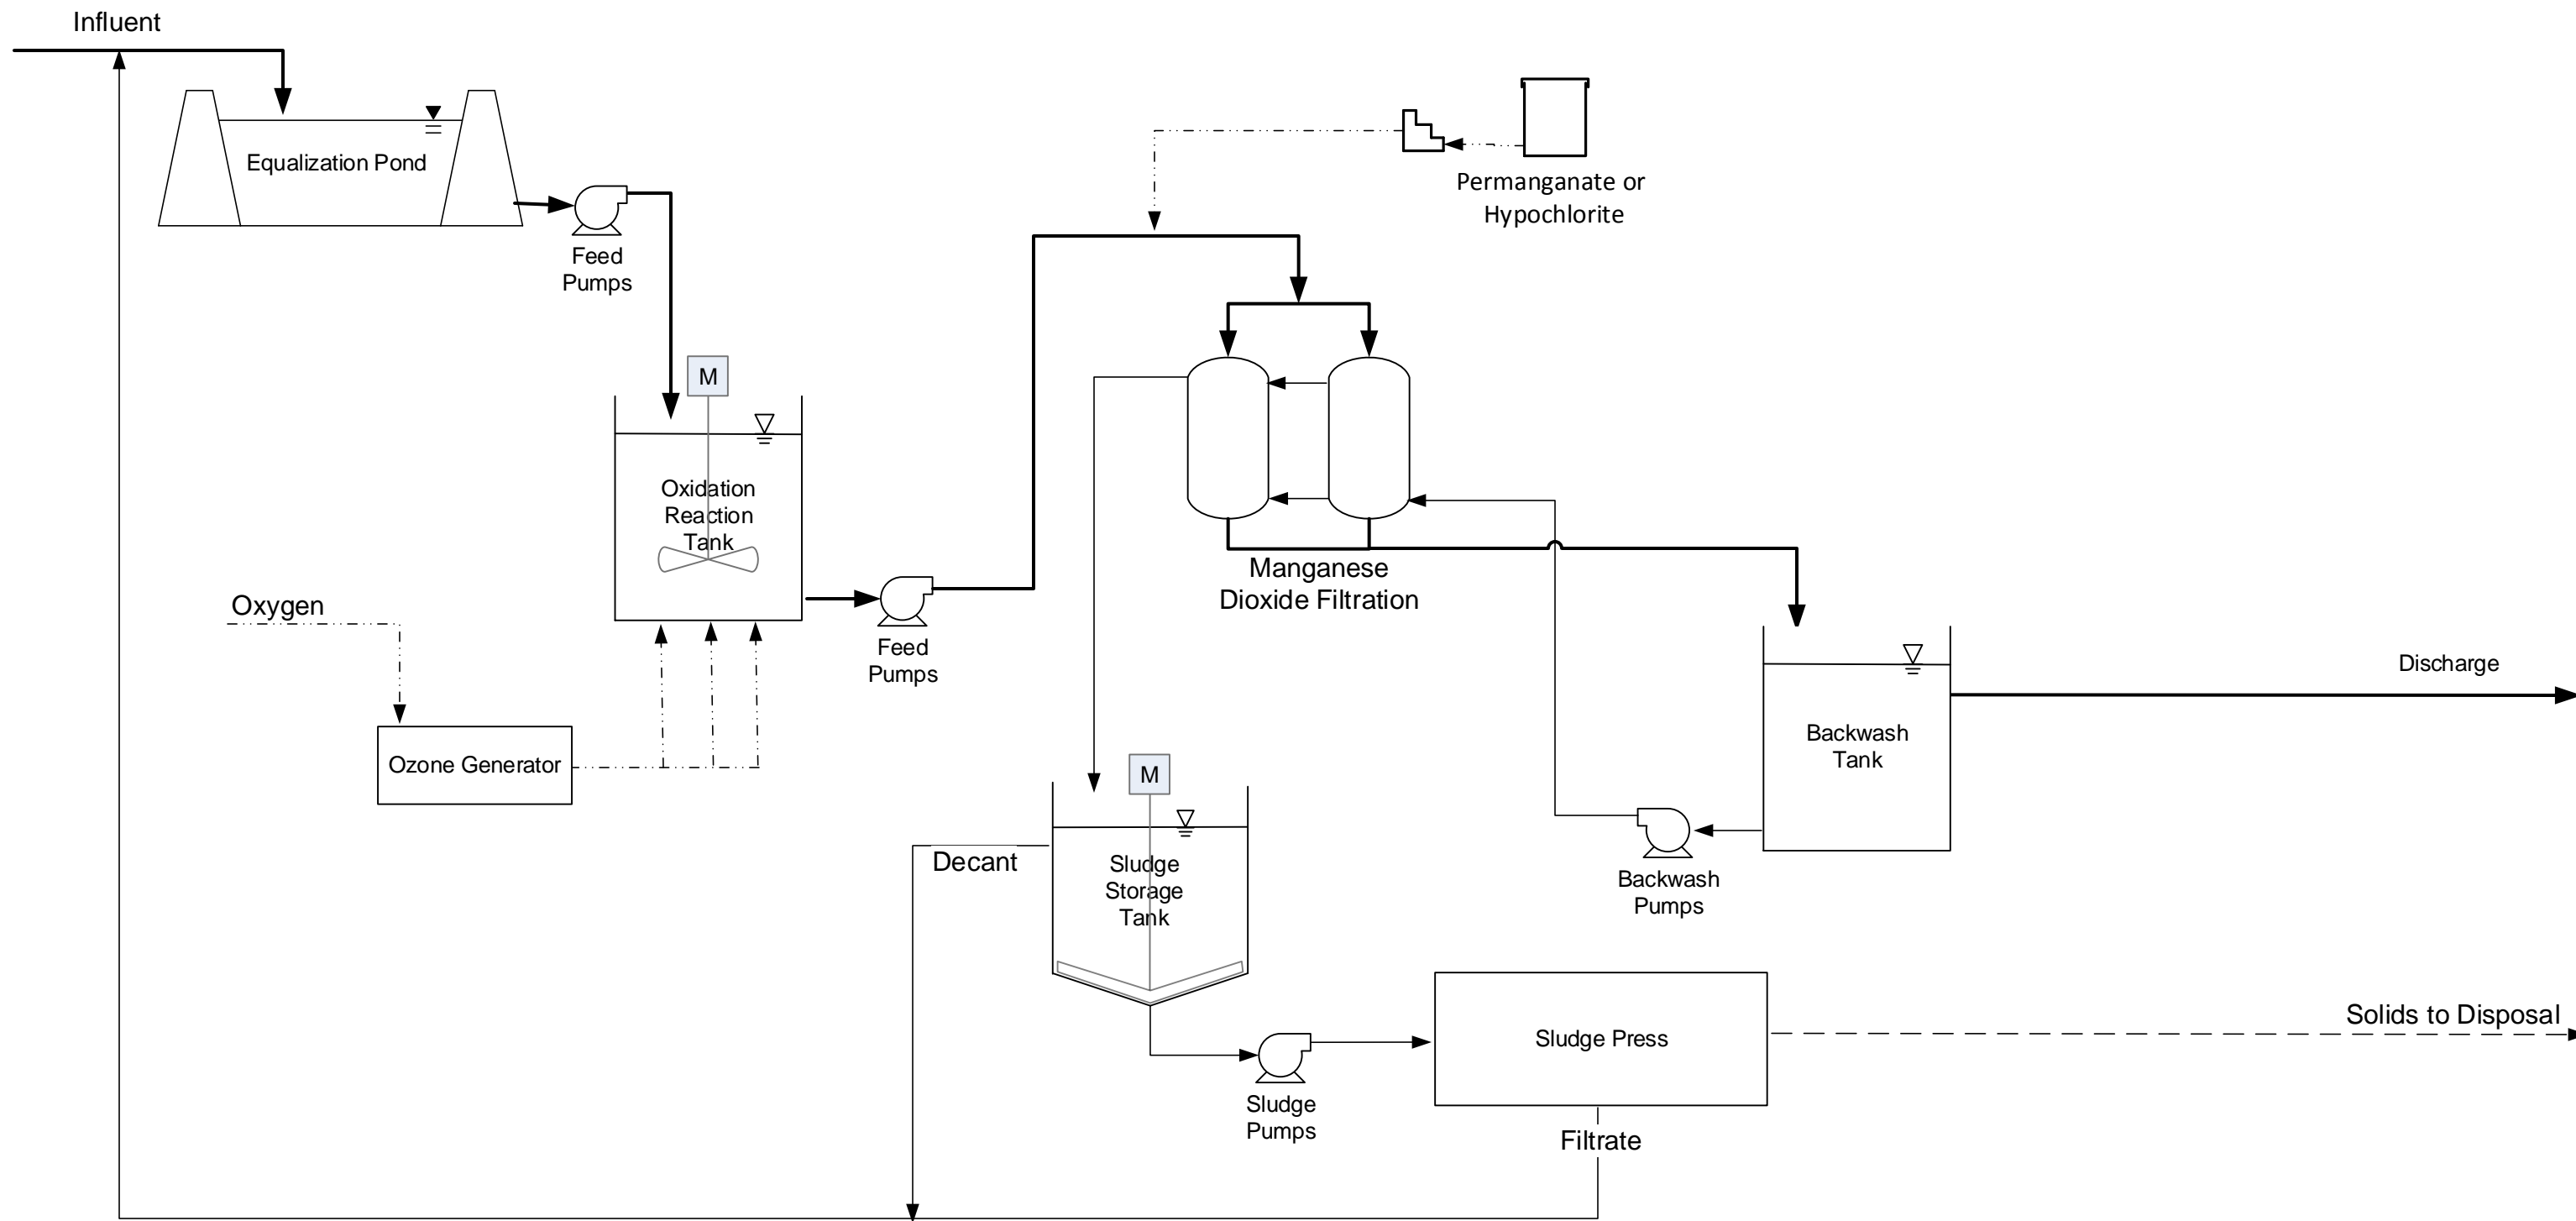 Influent
Equalization Pond
Permanganate or
Hypochlorite
Feed
Pumps
M
Oxidation
Reaction
Tank
Manganese
Dioxide Filtration
Oxygen
Feed
Pumps
Discharge
Ozone Generator
Backwash
Tank
M
Decant
Sludge
Storage
Tank
Backwash
Pumps
Sludge Press
Solids to Disposal
Sludge
Pumps
Filtrate